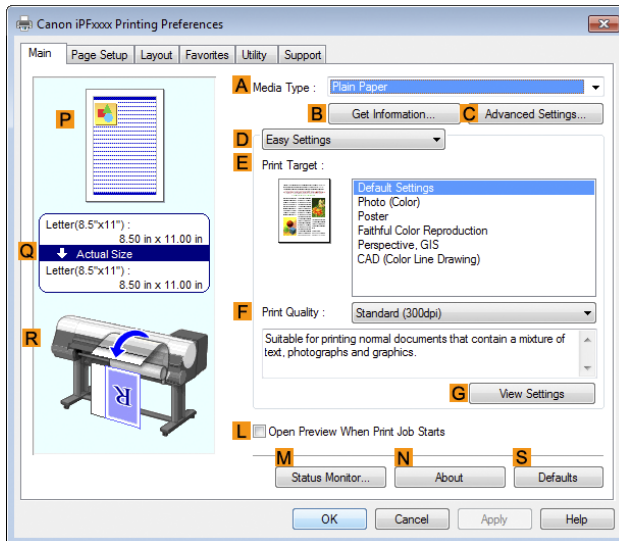 Canon iPFxxxx Printing Preferences
Main Page Setup Layout Favorites Utility Support
P
A Media Type : Plain Paper
B Get Information... C Advanced Settings...
D Easy Settings
E Print Target :
Default Settings
Photo (Color)
Poster
Faithful Color Reproduction
Perspective, GIS
CAD (Color Line Drawing)
Q
Letter(8.5"x11") :
8.50 in x 11.00 in
Actual Size
Letter(8.5"x11") :
8.50 in x 11.00 in
R
R
F Print Quality : Standard (300dpi)
Suitable for printing normal documents that contain a mixture of
text, photographs and graphics.
G View Settings
L Open Preview When Print Job Starts
M N S
Status Monitor... About Defaults
OK Cancel Apply Help